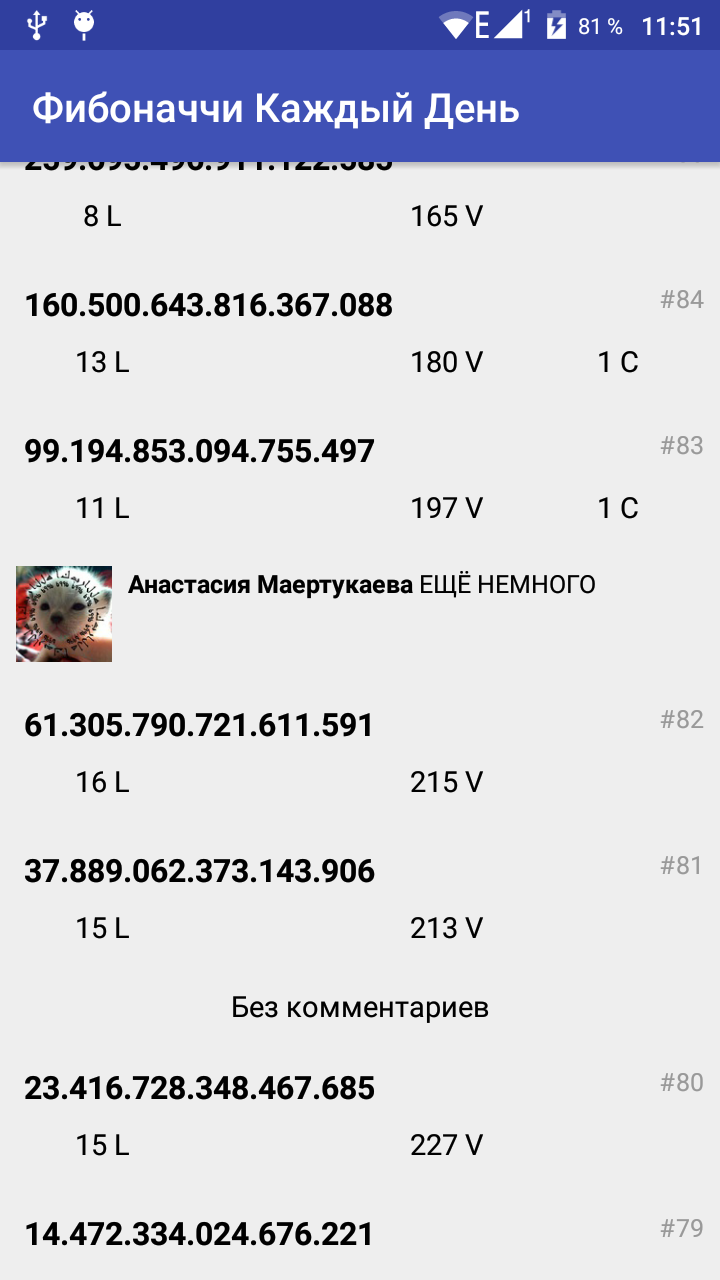 E 1 81 % 11:51
Фибоначчи Каждый День
8 L 165 V
160.500.643.816.367.088 #84
13 L 180 V 1 C
99.194.853.094.755.497 #83
11 L 197 V 1 C
Анастасия Маертукаева ЕЩЁ НЕМНОГО
61.305.790.721.611.591 #82
16 L 215 V
37.889.062.373.143.906 #81
15 L 213 V
Без комментариев
23.416.728.348.467.685 #80
15 L 227 V
14.472.334.024.676.221 #79